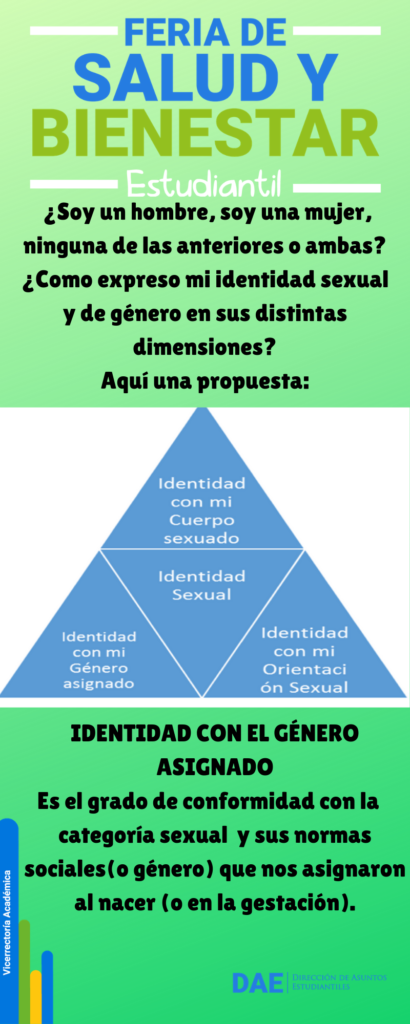 FERIA DE
SALUD Y
BIENESTAR
Estudiantil
¿Soy un hombre, soy una mujer,
ninguna de las anteriores o ambas?
¿Como expreso mi identidad sexual
y de género en sus distintas
dimensiones?
Aquí una propuesta:
Identidad
con mi
Cuerpo
sexuado
Identidad
Sexual
Identidad
con mi
Género
asignado
Identidad
con mi
Orientaci
ón Sexual
IDENTIDAD CON EL GÉNERO
ASIGNADO
Es el grado de conformidad con la
categoría sexual y sus normas
sociales(o género) que nos asignaron
al nacer (o en la gestación).
Vicerrectoría Académica
DAE
DIRECCIÓN DE ASUNTOS
ESTUDIANTILES